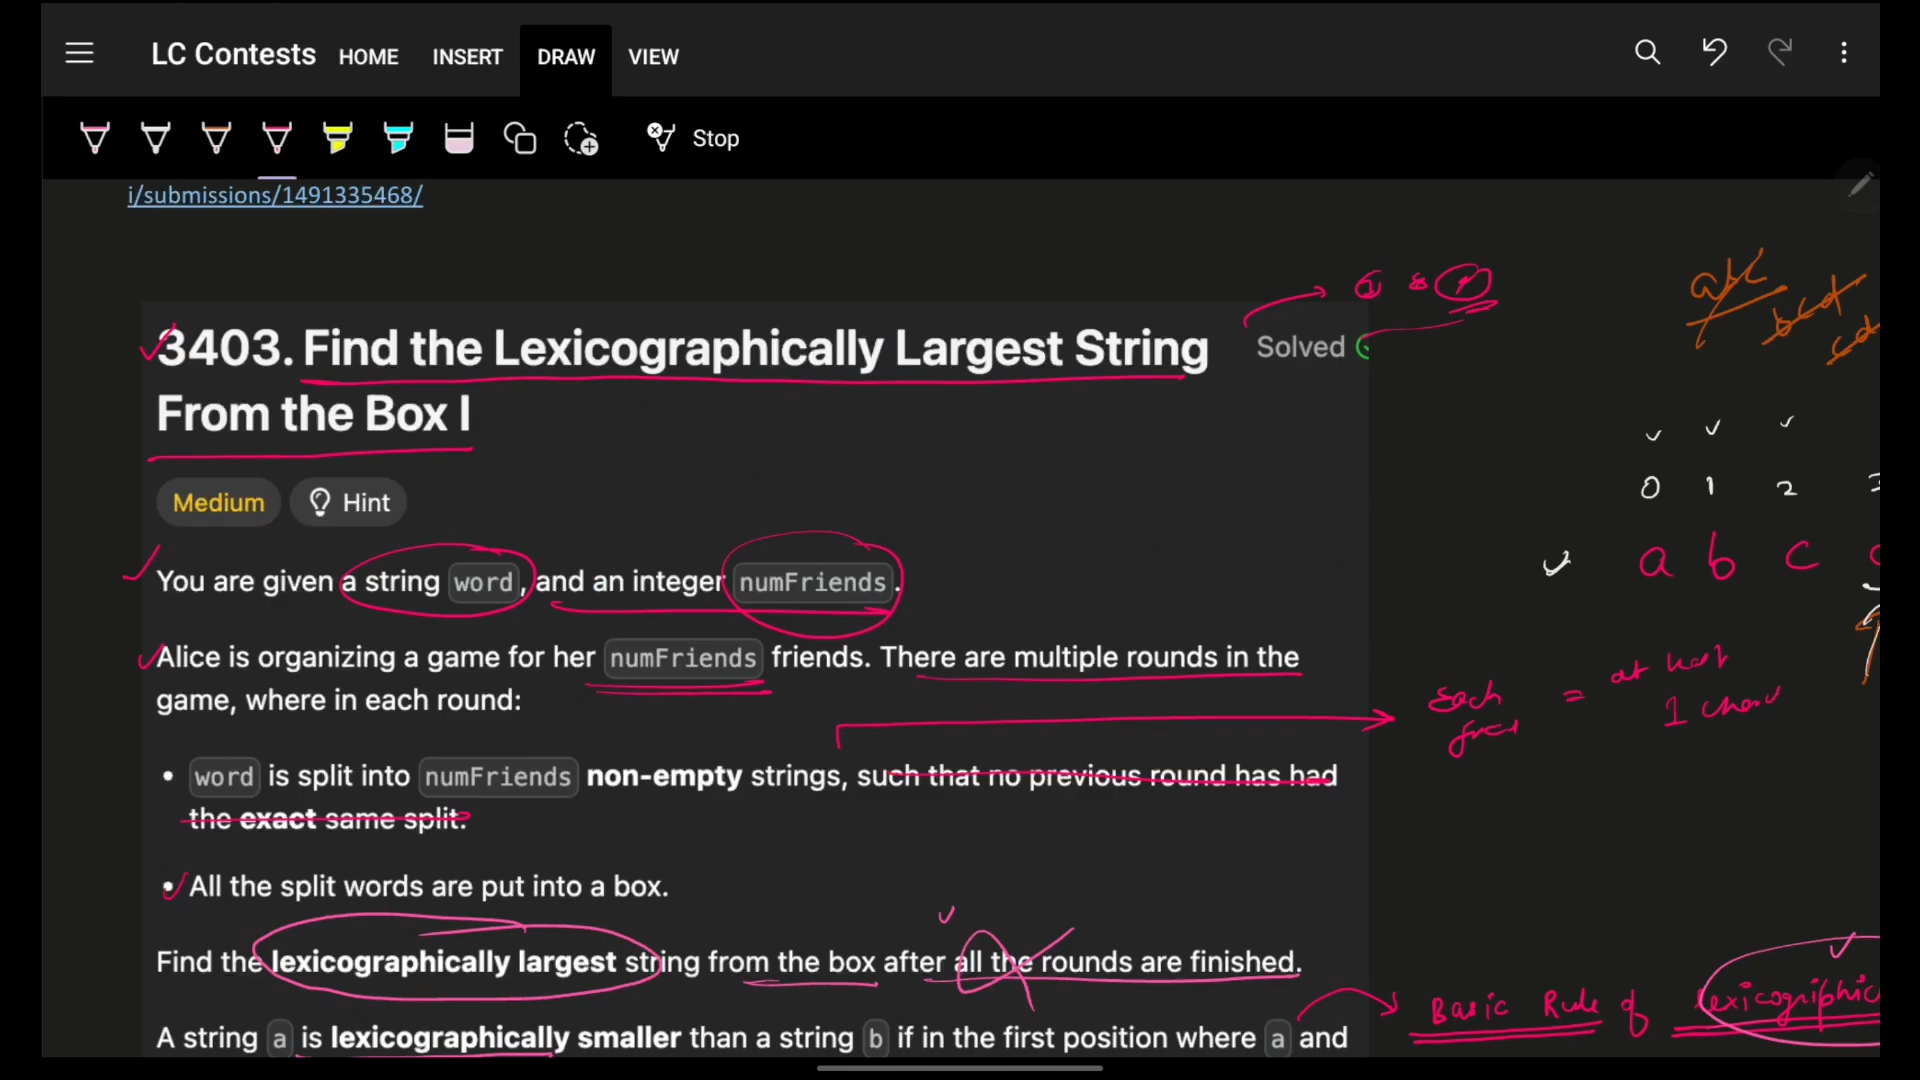 LC Contests HOME INSERT DRAW VIEW
Stop
i/submissions/1491335468/
3403. Find the Lexicographically Largest String
Solved
From the Box I
Medium Hint
0 1 2
a b c
You are given a string word, and an integer numFriends.
Alice is organizing a game for her numFriends friends. There are multiple rounds in the
game, where in each round:
Each = at least
1 char
• word is split into numFriends non-empty strings, such that no previous round has had
the exact same split.
• All the split words are put into a box.
Find the lexicographically largest string from the box after all the rounds are finished.
Basic Rule of lexicographic
A string a is lexicographically smaller than a string b if in the first position where a and